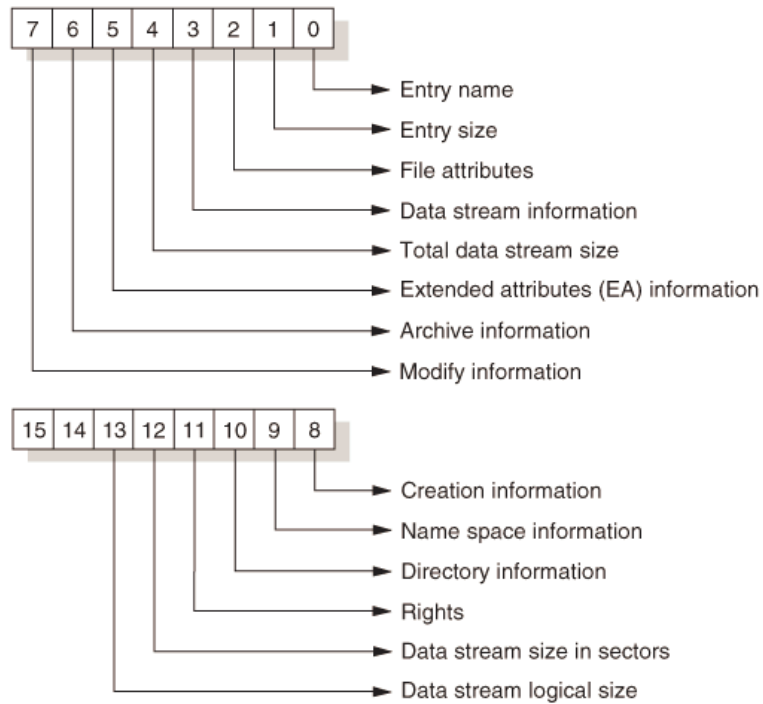 7 6 5 4 3 2 1 0
Entry name
Entry size
File attributes
Data stream information
Total data stream size
Extended attributes (EA) information
Archive information
Modify information
15 14 13 12 11 10 9 8
Creation information
Name space information
Directory information
Rights
Data stream size in sectors
Data stream logical size